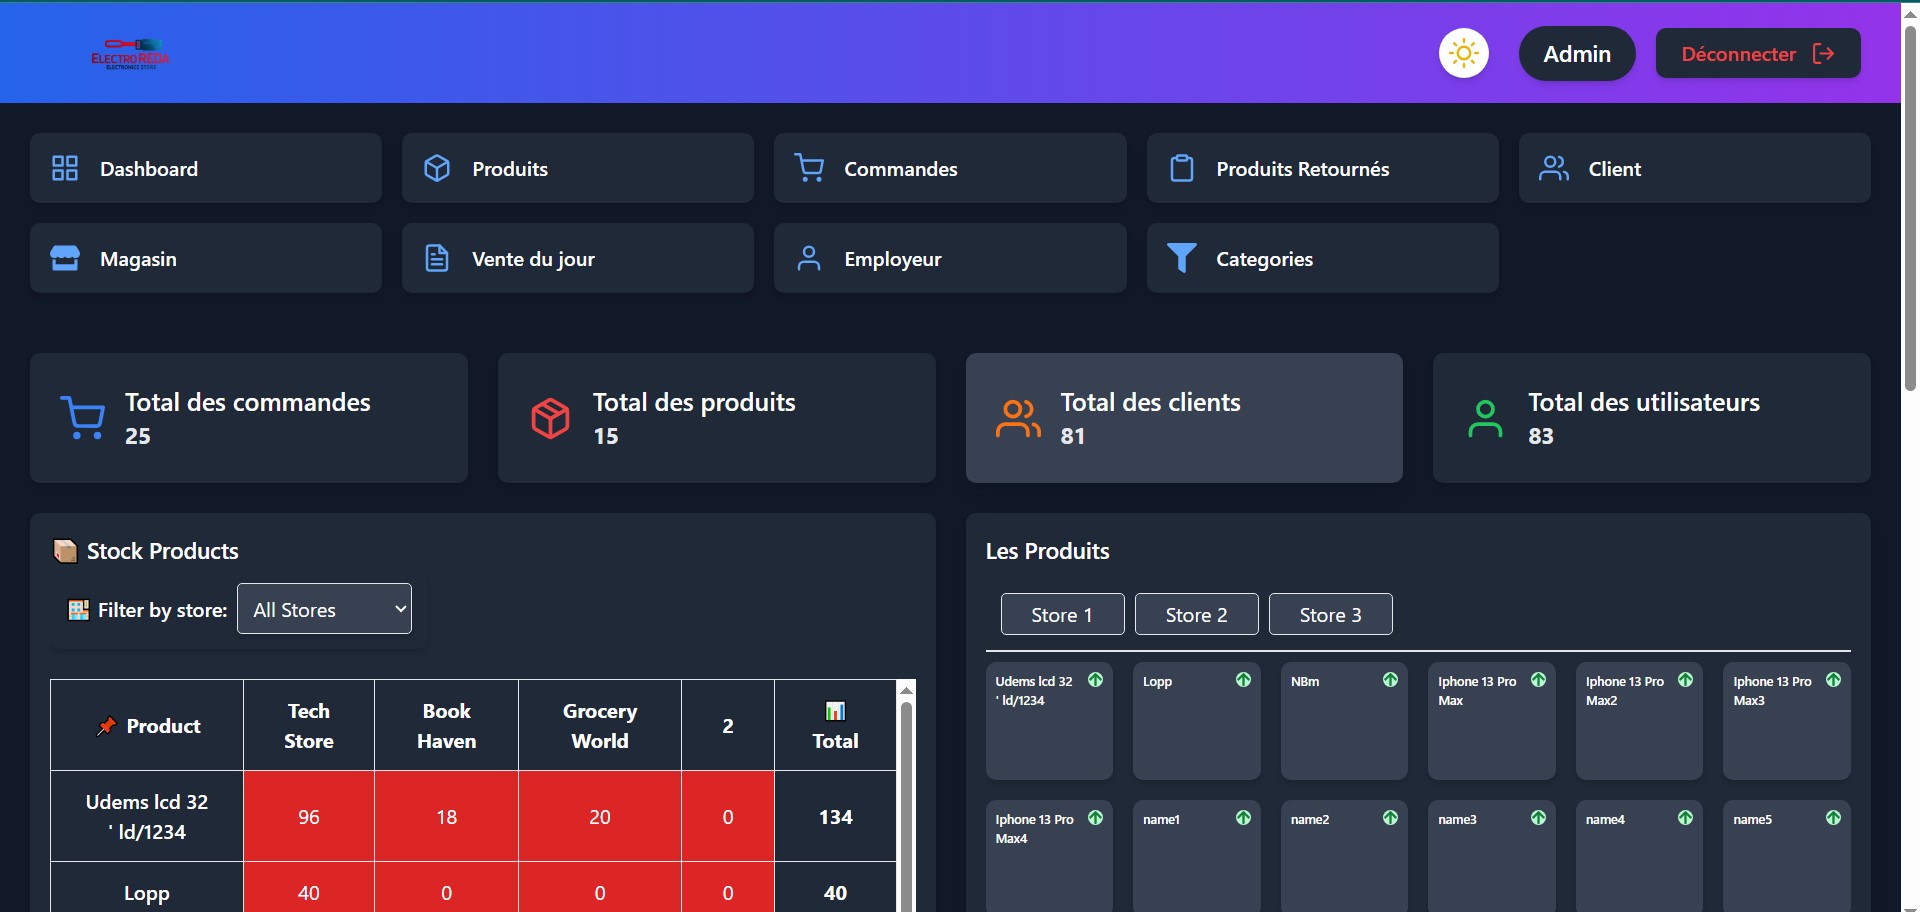 ELECTRO REDA
ELECTRONICS STORE
Admin
Déconnecter
Dashboard
Produits
Commandes
Produits Retournés
Client
Magasin
Vente du jour
Employeur
Categories
Total des commandes
25
Total des produits
15
Total des clients
81
Total des utilisateurs
83
Stock Products
Filter by store:
All Stores
Product
Tech
Store
Book
Haven
Grocery
World
2
Total
Udems lcd 32
' ld/1234
96
18
20
0
134
Lopp
40
0
0
0
40
Les Produits
Store 1
Store 2
Store 3
Udems lcd 32
' ld/1234
Lopp
NBm
Iphone 13 Pro
Max
Iphone 13 Pro
Max2
Iphone 13 Pro
Max3
Iphone 13 Pro
Max4
name1
name2
name3
name4
name5